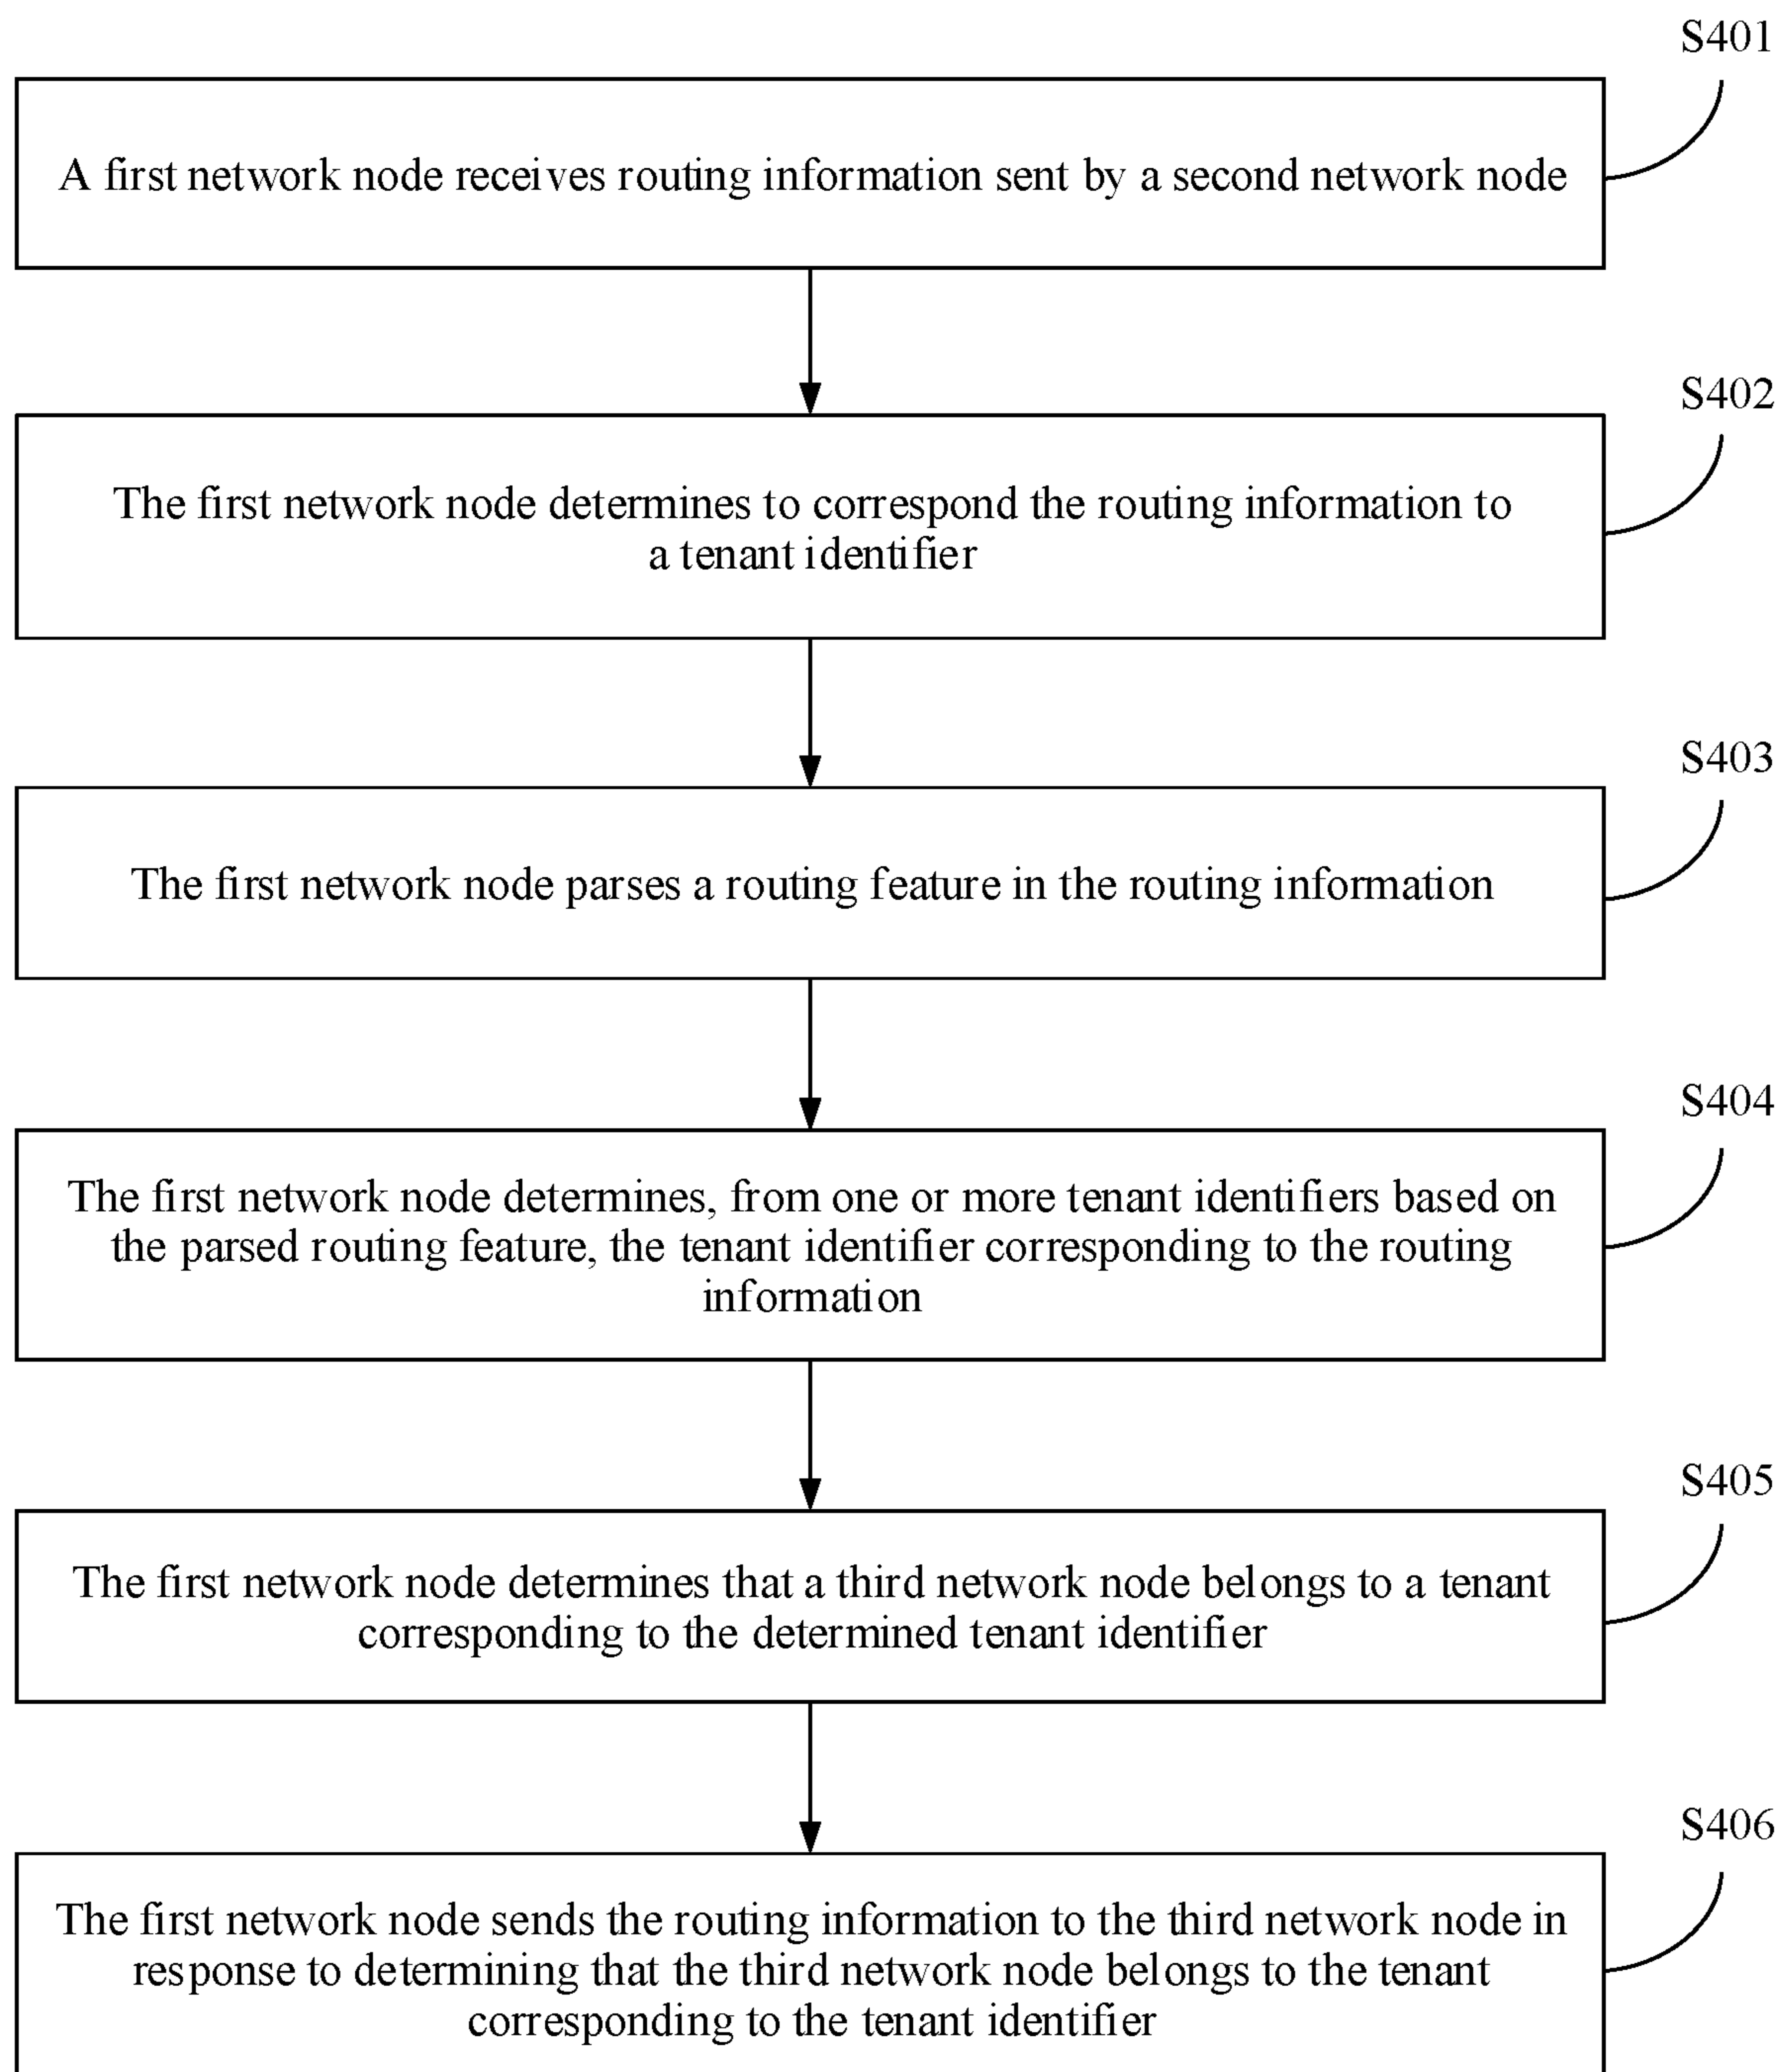 S401
A first network node receives routing information sent by a second network node
S402
The first network node determines to correspond the routing information to
a tenant identifier
S403
The first network node parses a routing feature in the routing information
S404
The first network node determines, from one or more tenant identifiers based on
the parsed routing feature, the tenant identifier corresponding to the routing
information
S405
The first network node determines that a third network node belongs to a tenant
corresponding to the determined tenant identifier
S406
The first network node sends the routing information to the third network node in
response to determining that the third network node belongs to the tenant
corresponding to the tenant identifier